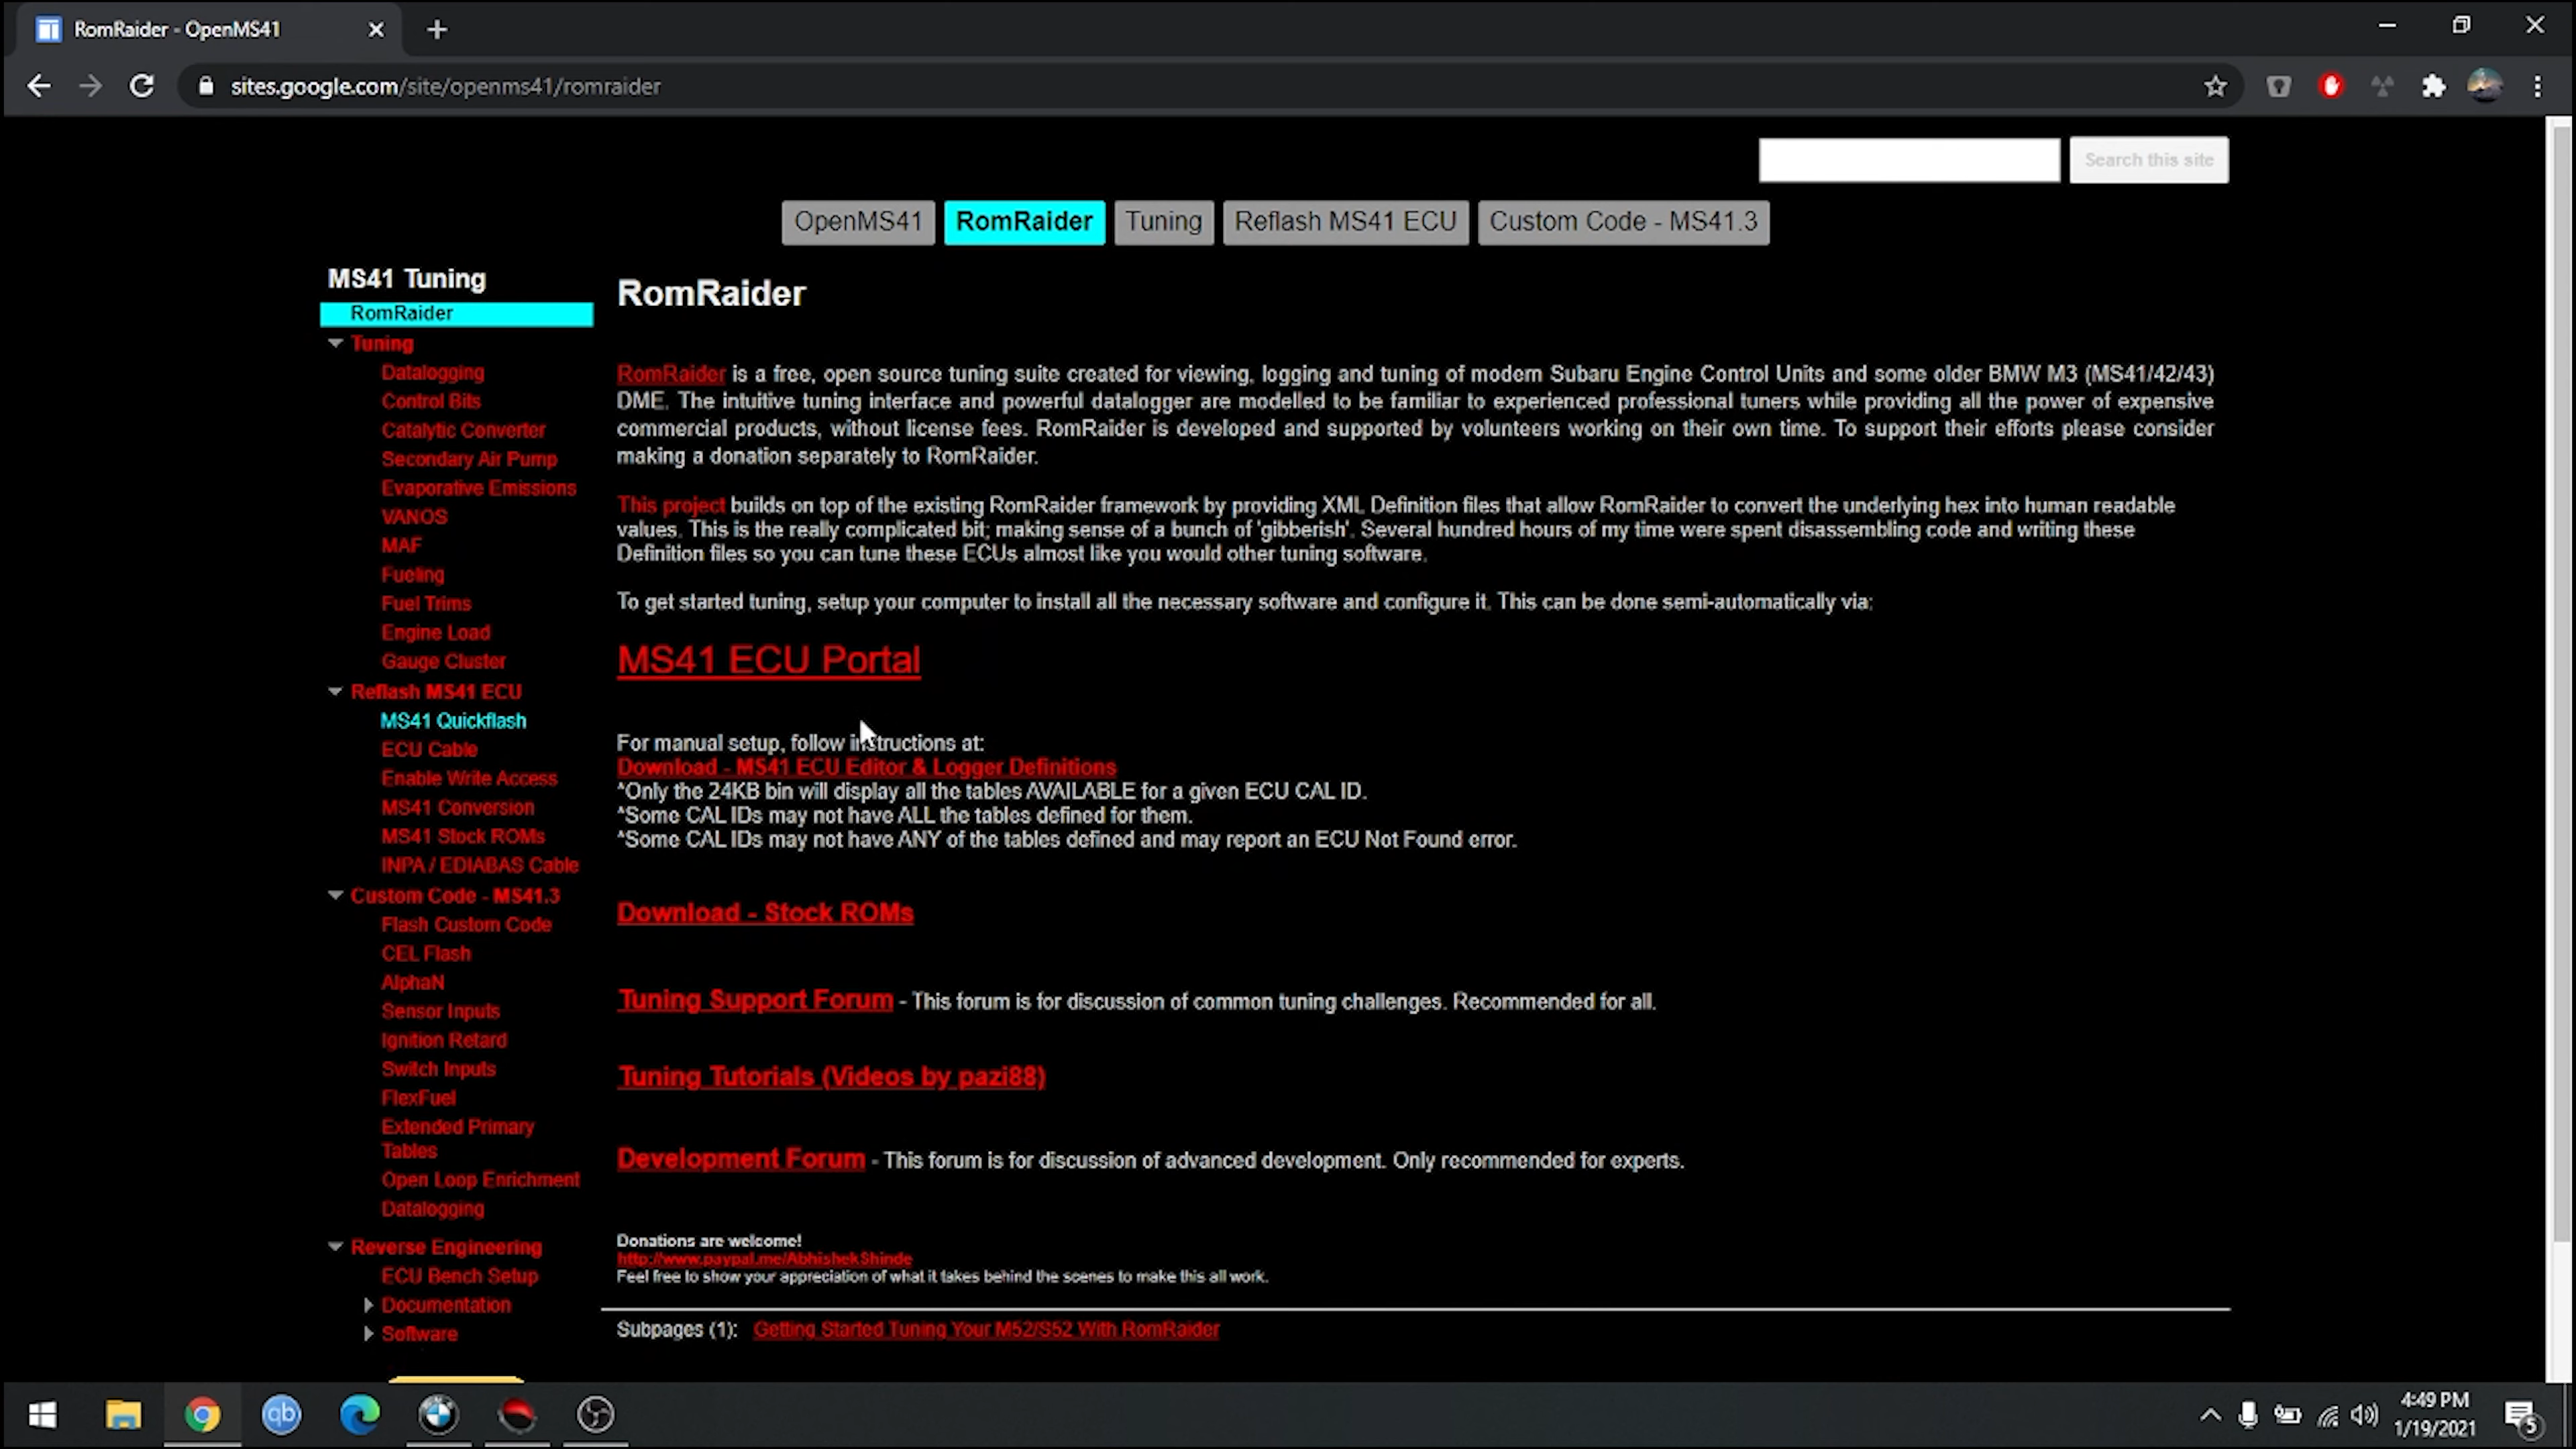 RomRaider - OpenMS41
sites.google.com/site/openms41/romraider
Search this site
OpenMS41 RomRaider Tuning Reflash MS41 ECU Custom Code - MS41.3
MS41 Tuning
RomRaider
Tuning
Datalogging
Control Bits
Catalytic Converter
Secondary Air Pump
Evaporative Emissions
VANOS
MAF
Fueling
Fuel Trims
Engine Load
Gauge Cluster
Reflash MS41 ECU
MS41 Quickflash
ECU Cable
Enable Write Access
MS41 Conversion
MS41 Stock ROMs
INPA / EDIABAS Cable
Custom Code - MS41.3
Flash Custom Code
CEL Flash
AlphaN
Sensor Inputs
Ignition Retard
Switch Inputs
FlexFuel
Extended Primary
Tables
Open Loop Enrichment
Datalogging
Reverse Engineering
ECU Bench Setup
Documentation
Software
RomRaider
RomRaider is a free, open source tuning suite created for viewing, logging and tuning of modern Subaru Engine Control Units and some older BMW M3 (MS41/42/43)
DME. The intuitive tuning interface and powerful datalogger are modelled to be familiar to experienced professional tuners while providing all the power of expensive
commercial products, without license fees. RomRaider is developed and supported by volunteers working on their own time. To support their efforts please consider
making a donation separately to RomRaider.
This project builds on top of the existing RomRaider framework by providing XML Definition files that allow RomRaider to convert the underlying hex into human readable
values. This is the really complicated bit; making sense of a bunch of 'gibberish'. Several hundred hours of my time were spent disassembling code and writing these
Definition files so you can tune these ECUs almost like you would other tuning software.
To get started tuning, setup your computer to install all the necessary software and configure it. This can be done semi-automatically via:
MS41 ECU Portal
For manual setup, follow instructions at:
Download - MS41 ECU Editor & Logger Definitions
*Only the 24KB bin will display all the tables AVAILABLE for a given ECU CAL ID.
*Some CAL IDs may not have ALL the tables defined for them.
*Some CAL IDs may not have ANY of the tables defined and may report an ECU Not Found error.
Download - Stock ROMs
Tuning Support Forum - This forum is for discussion of common tuning challenges. Recommended for all.
Tuning Tutorials (Videos by pazi88)
Development Forum - This forum is for discussion of advanced development. Only recommended for experts.
Donations are welcome!
http://www.paypal.me/AbhishekShinde
Feel free to show your appreciation of what it takes behind the scenes to make this all work.
Subpages (1): Getting Started Tuning Your M52/S52 With RomRaider
qb
4:49 PM
1/19/2021
5